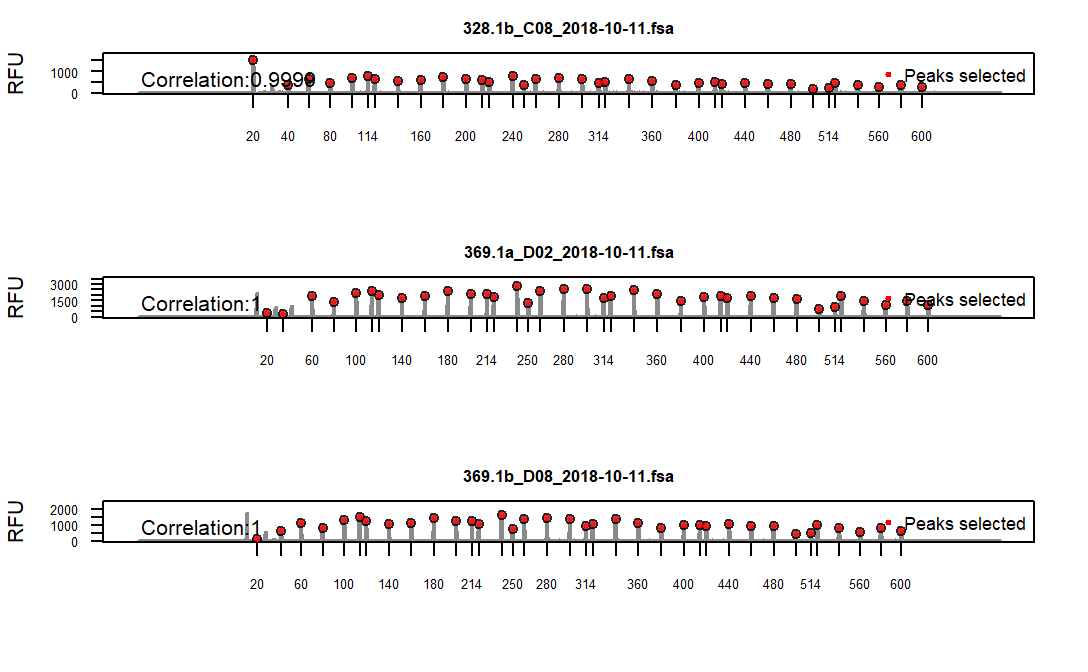 328.1b_C08_2018-10-11.fsa
RFU
1000
0
Correlation:0.9999
Peaks selected
20 40 80 114 160 200 240 280 314 360 400 440 480 514 560 600
369.1a_D02_2018-10-11.fsa
RFU
3000
1500
0
Correlation:1
Peaks selected
20 60 100 140 180 214 250 280 314 360 400 440 480 514 560 600
369.1b_D08_2018-10-11.fsa
RFU
2000
1000
0
Correlation:1
Peaks selected
20 60 100 140 180 214 250 280 314 360 400 440 480 514 560 600